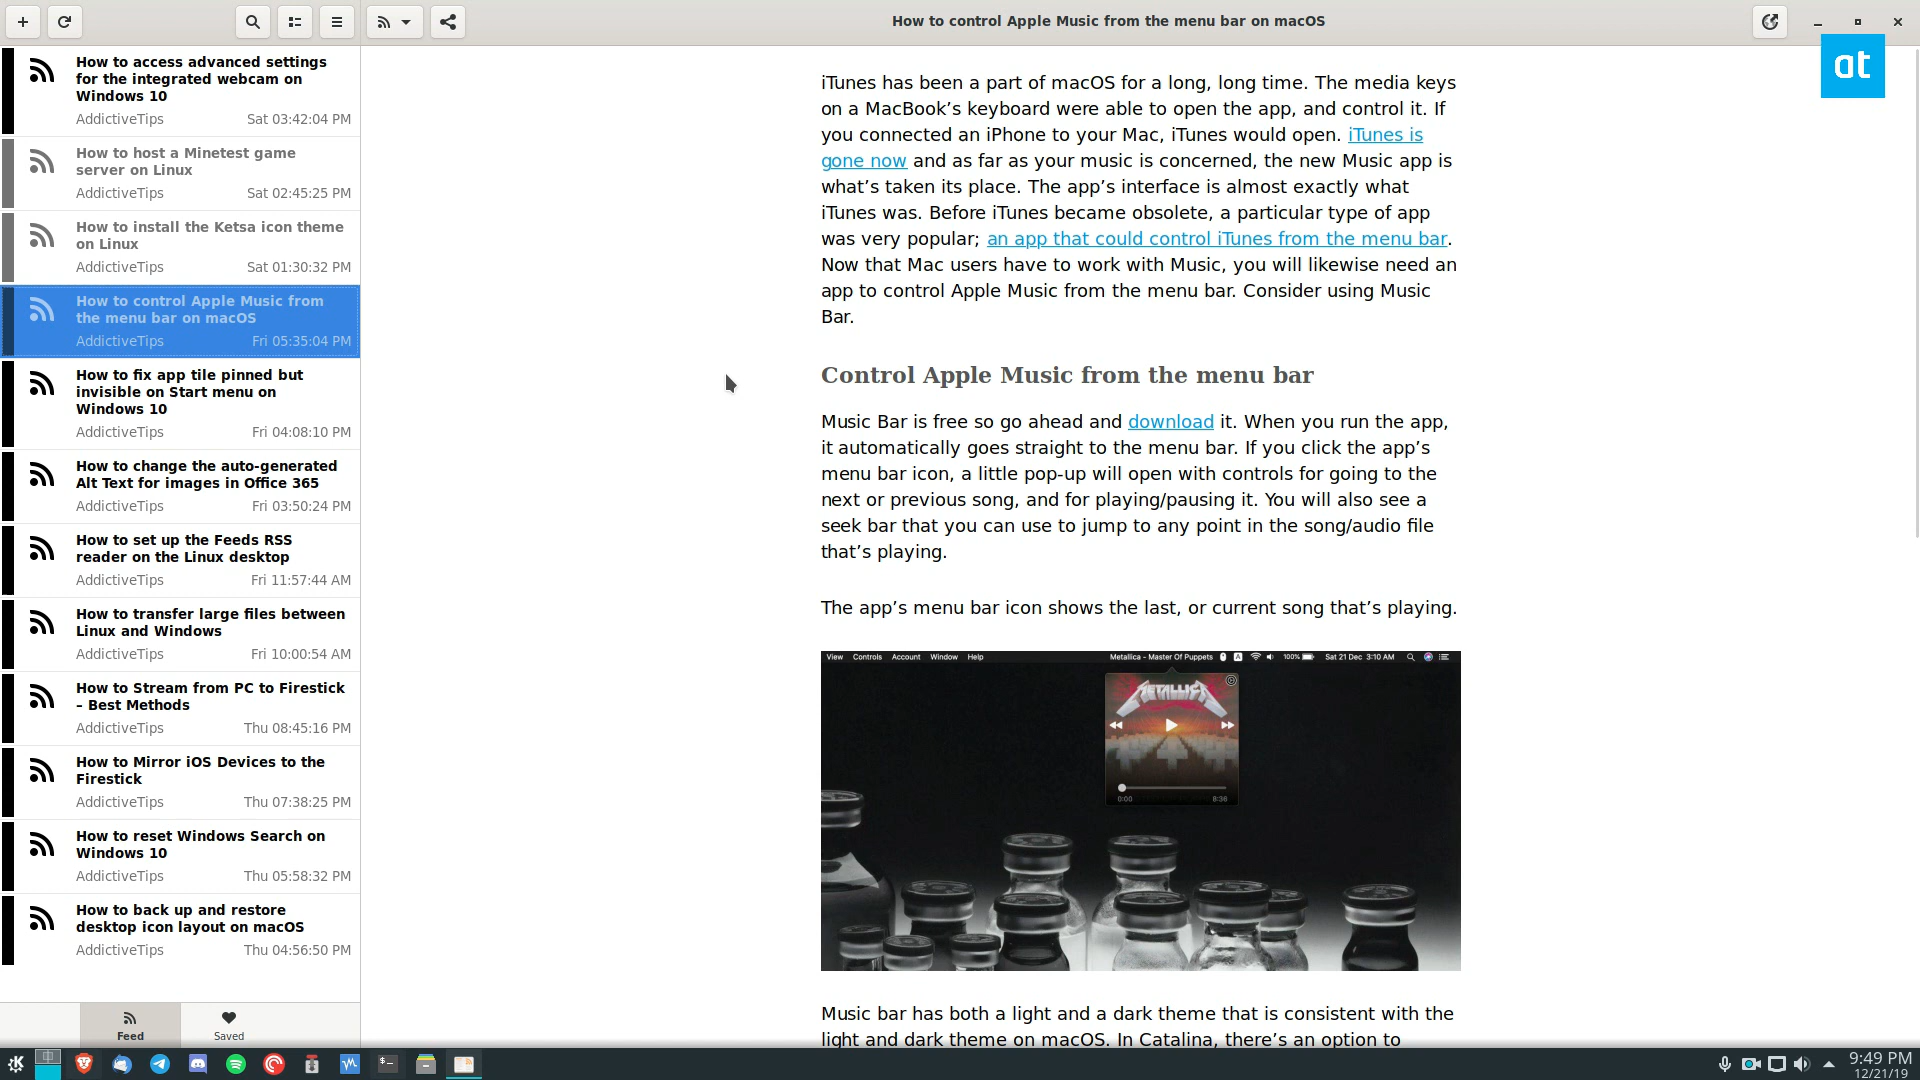 How to control Apple Music from the menu bar on macOS
at
How to access advanced settings
for the integrated webcam on
Windows 10
AddictiveTips Sat 03:42:04 PM
How to host a Minetest game
server on Linux
AddictiveTips Sat 02:45:25 PM
How to install the Ketsa icon theme
on Linux
AddictiveTips Sat 01:30:32 PM
How to control Apple Music from
the menu bar on macOS
AddictiveTips Fri 05:35:04 PM
How to fix app tile pinned but
invisible on Start menu on
Windows 10
AddictiveTips Fri 04:08:10 PM
How to change the auto-generated
Alt Text for images in Office 365
AddictiveTips Fri 03:50:24 PM
How to set up the Feeds RSS
reader on the Linux desktop
AddictiveTips Fri 11:57:44 AM
How to transfer large files between
Linux and Windows
AddictiveTips Fri 10:00:54 AM
How to Stream from PC to Firestick
– Best Methods
AddictiveTips Thu 08:45:16 PM
How to Mirror iOS Devices to the
Firestick
AddictiveTips Thu 07:38:25 PM
How to reset Windows Search on
Windows 10
AddictiveTips Thu 05:58:32 PM
How to back up and restore
desktop icon layout on macOS
AddictiveTips Thu 04:56:50 PM
Feed Saved
iTunes has been a part of macOS for a long, long time. The media keys
on a MacBook’s keyboard were able to open the app, and control it. If
you connected an iPhone to your Mac, iTunes would open. iTunes is
gone now and as far as your music is concerned, the new Music app is
what’s taken its place. The app’s interface is almost exactly what
iTunes was. Before iTunes became obsolete, a particular type of app
was very popular; an app that could control iTunes from the menu bar.
Now that Mac users have to work with Music, you will likewise need an
app to control Apple Music from the menu bar. Consider using Music
Bar.
Control Apple Music from the menu bar
Music Bar is free so go ahead and download it. When you run the app,
it automatically goes straight to the menu bar. If you click the app’s
menu bar icon, a little pop-up will open with controls for going to the
next or previous song, and for playing/pausing it. You will also see a
seek bar that you can use to jump to any point in the song/audio file
that’s playing.
The app’s menu bar icon shows the last, or current song that’s playing.
View Controls Account Window Help Metallica - Master Of Puppets A 100% Sat 21 Dec 3:10 AM
METALLICA
0:00 8:36
Music bar has both a light and a dark theme that is consistent with the
light and dark theme on macOS. In Catalina, there’s an option to
9:49 PM
12/21/19